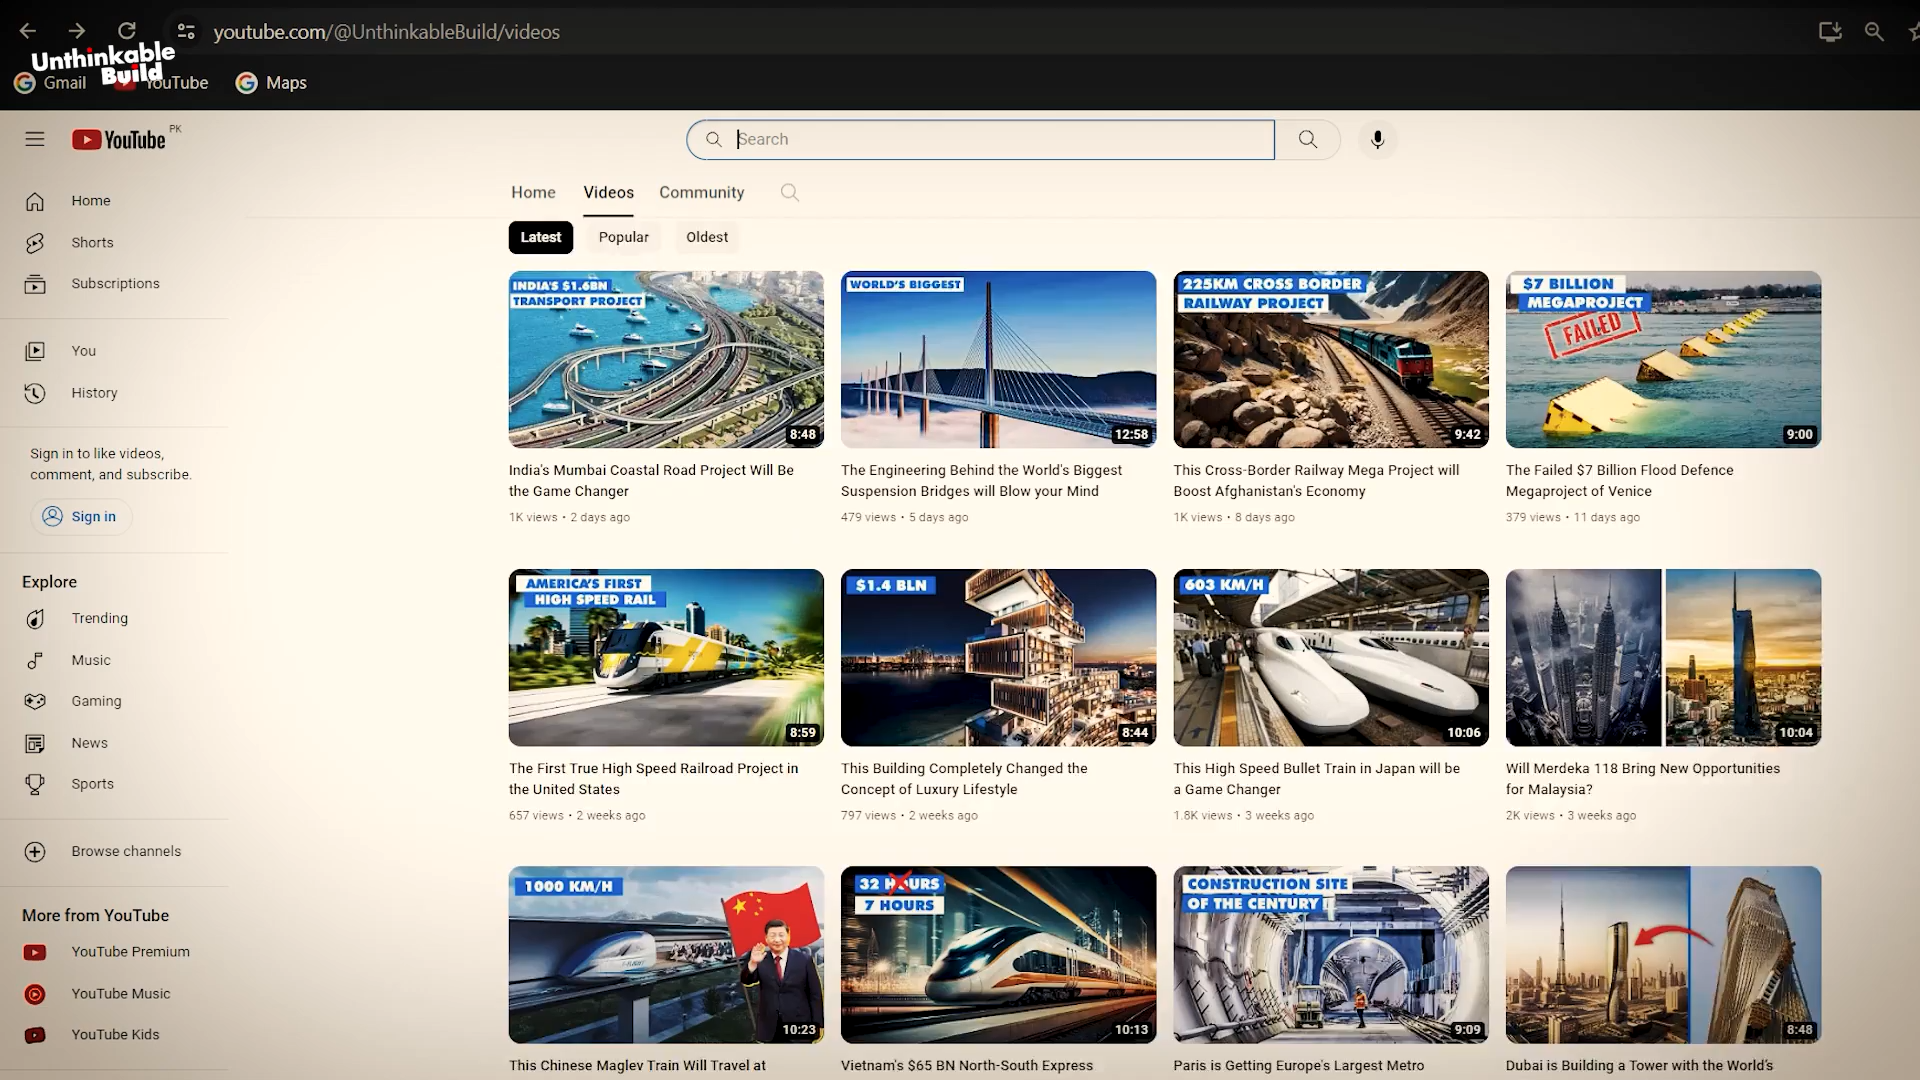 youtube.com/@UnthinkableBuild/videos
Unthinkable
Build
Gmail
YouTube
Maps
YouTube PK
Search
Home
Shorts
Subscriptions
You
History
Sign in to like videos,
comment, and subscribe.
Sign in
Explore
Trending
Music
Gaming
News
Sports
Browse channels
More from YouTube
YouTube Premium
YouTube Music
YouTube Kids
Home Videos Community
Latest Popular Oldest
INDIA'S $1.6BN
TRANSPORT PROJECT
8:48
India's Mumbai Coastal Road Project Will Be
the Game Changer
1K views • 2 days ago
WORLD'S BIGGEST
12:58
The Engineering Behind the World's Biggest
Suspension Bridges will Blow your Mind
479 views • 5 days ago
225KM CROSS BORDER
RAILWAY PROJECT
9:42
This Cross-Border Railway Mega Project will
Boost Afghanistan's Economy
1K views • 8 days ago
$7 BILLION
MEGAPROJECT
FAILED
9:00
The Failed $7 Billion Flood Defence
Megaproject of Venice
379 views • 11 days ago
AMERICA'S FIRST
HIGH SPEED RAIL
8:59
The First True High Speed Railroad Project in
the United States
657 views • 2 weeks ago
$1.4 BLN
8:44
This Building Completely Changed the
Concept of Luxury Lifestyle
797 views • 2 weeks ago
603 KM/H
10:06
This High Speed Bullet Train in Japan will be
a Game Changer
1.8K views • 3 weeks ago
10:04
Will Merdeka 118 Bring New Opportunities
for Malaysia?
2K views • 3 weeks ago
1000 KM/H
10:23
This Chinese Maglev Train Will Travel at
32 HOURS
7 HOURS
10:13
Vietnam's $65 BN North-South Express
CONSTRUCTION SITE
OF THE CENTURY
9:09
Paris is Getting Europe's Largest Metro
8:48
Dubai is Building a Tower with the World's